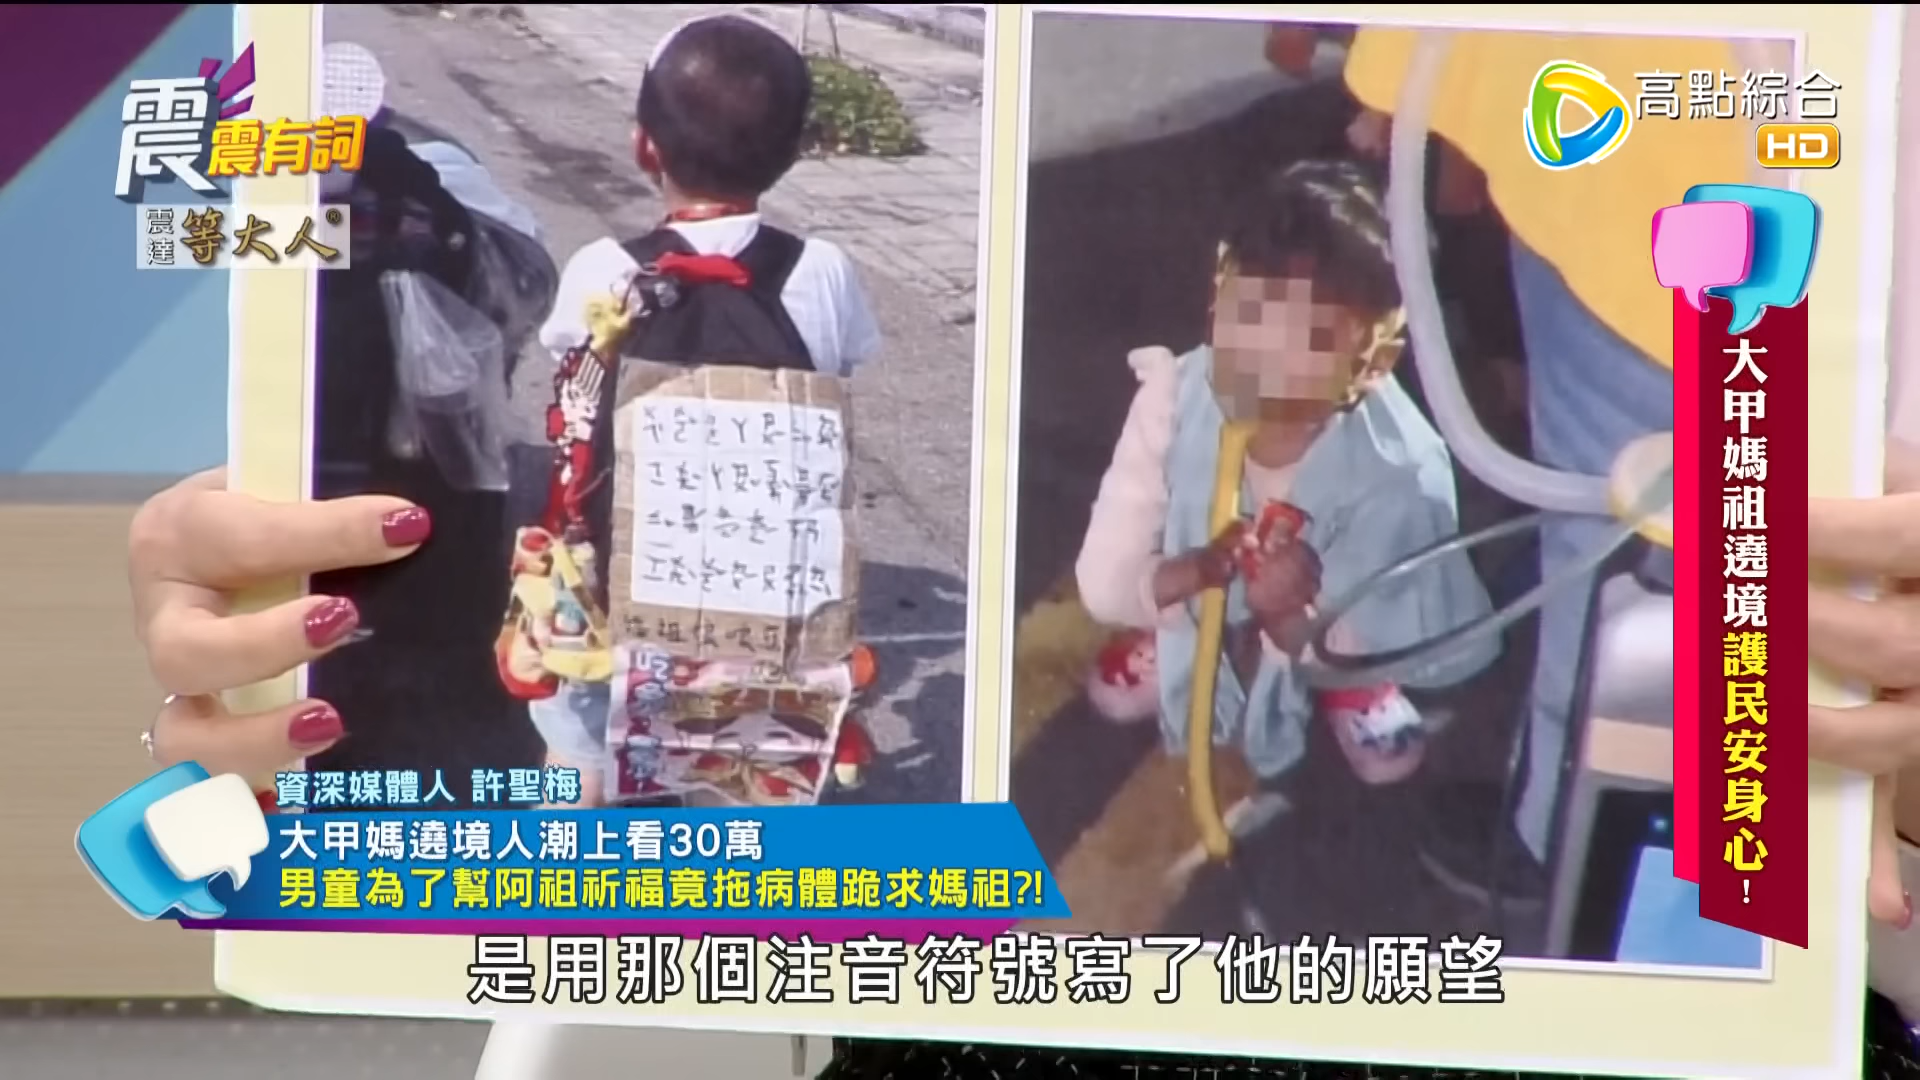 震
震有詞
震達 等大人®
高點綜合
HD
大甲媽祖遶境護民安身心！
資深媒體人 許聖梅
大甲媽遶境人潮上看30萬
男童為了幫阿祖祈福竟拖病體跪求媽祖?!
是用那個注音符號寫了他的願望